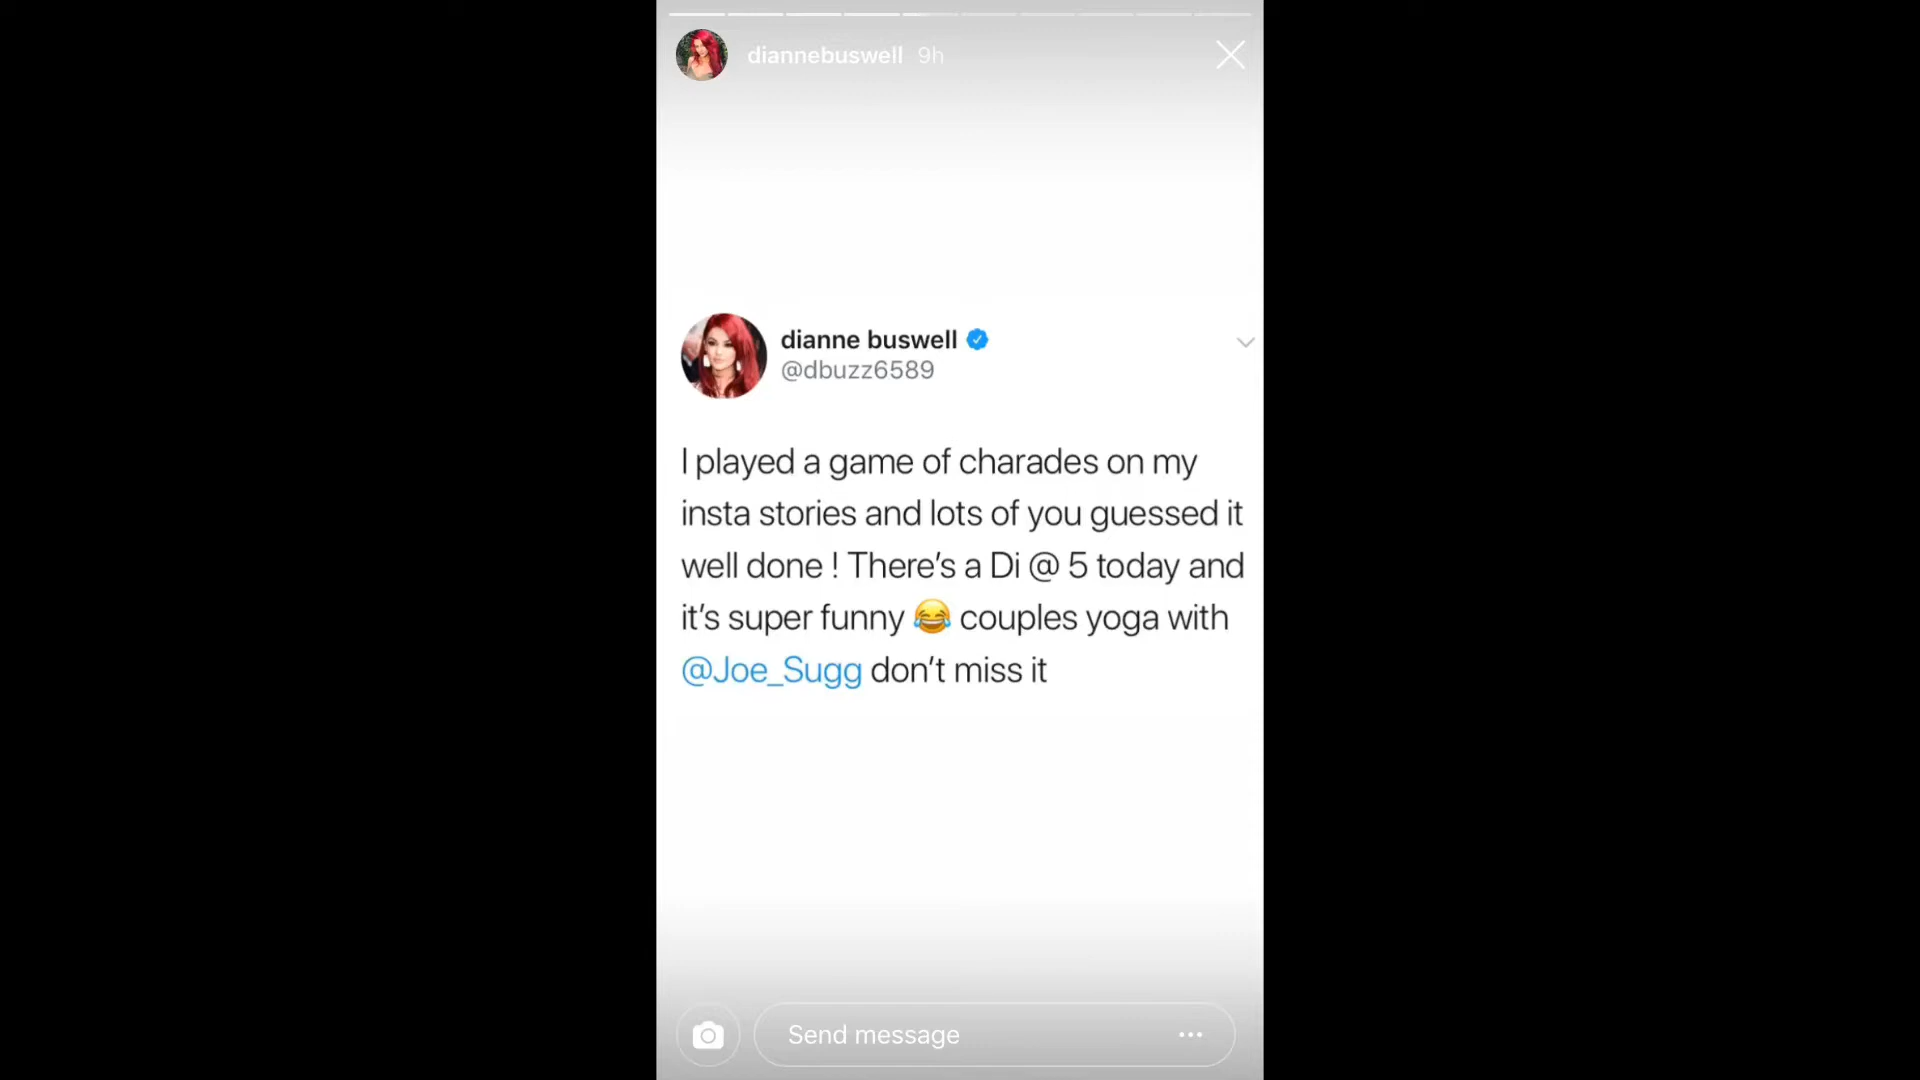 diannebuswell 9h
dianne buswell
@dbuzz6589
I played a game of charades on my
insta stories and lots of you guessed it
well done ! There's a Di @ 5 today and
it's super funny 😂 couples yoga with
@Joe_Sugg don't miss it
Send message